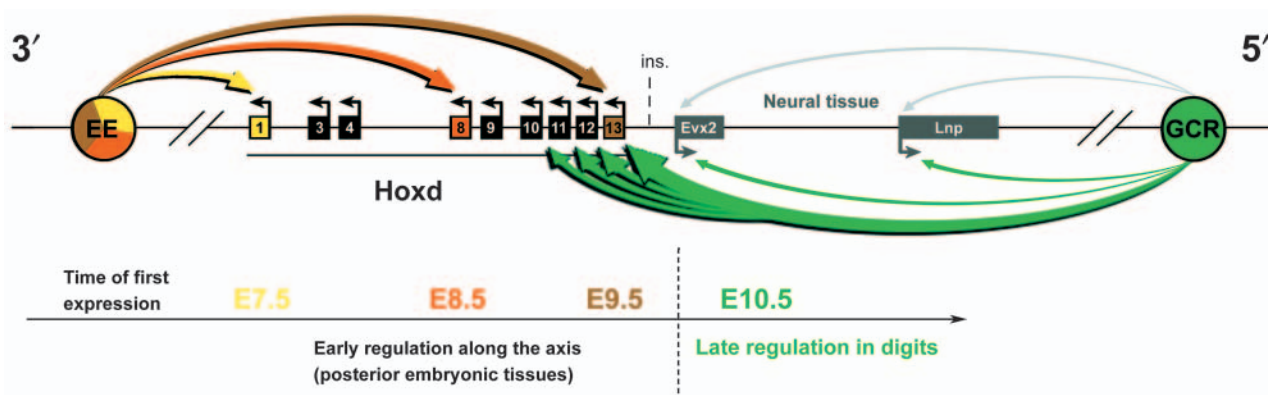 3′
5′
ins.
Neural tissue
EE
1
3
4
8
9
10
11
12
13
Evx2
Lnp
GCR
Hoxd
Time of first
expression
E7.5
E8.5
E9.5
E10.5
Early regulation along the axis
(posterior embryonic tissues)
Late regulation in digits